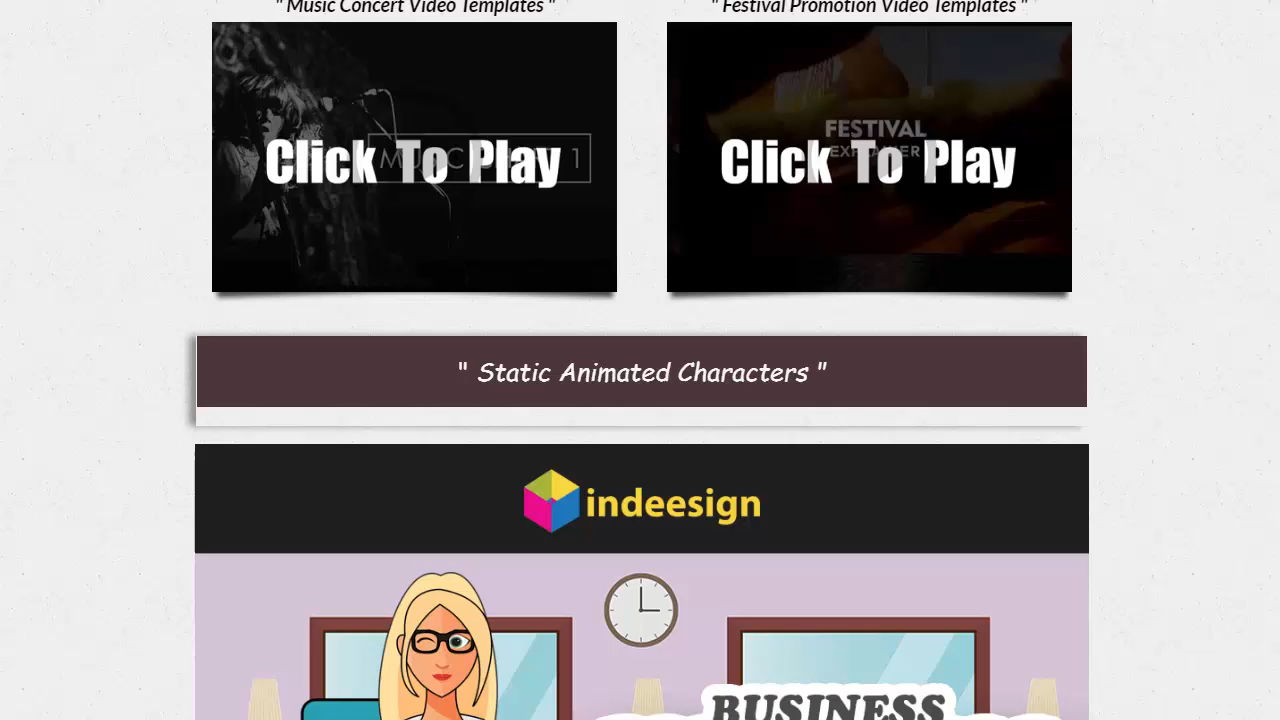 " Music Concert Video Templates "
" Festival Promotion Video Templates "
Click To Play
FESTIVAL
EXPLAINER
Click To Play
" Static Animated Characters "
indeesign
BUSINESS